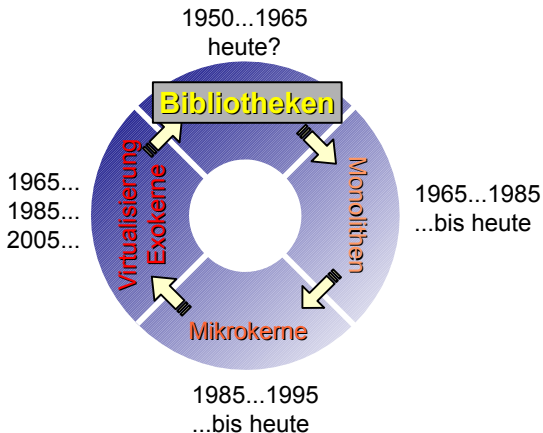 1950...1965
heute?
Bibliotheken
Monolithen
1965...1985
...bis heute
Mikrokerne
1985...1995
...bis heute
Virtualisierung
Exokerne
1965...
1985...
2005...